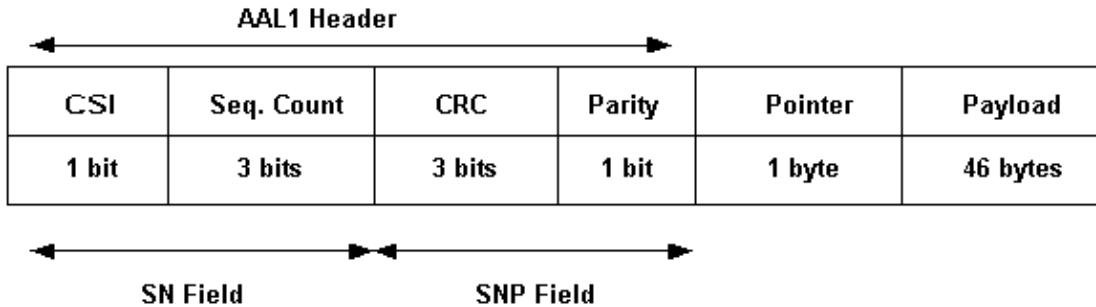 AAL1 Header
CSI Seq. Count CRC Parity Pointer Payload
1 bit 3 bits 3 bits 1 bit 1 byte 46 bytes
SN Field SNP Field